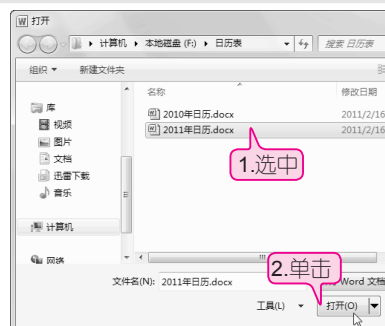 打开
计算机 ▸ 本地磁盘 (F:) ▸ 日历表
搜索 日历表
组织 新建文件夹
名称 修改日期
库
2010年日历.docx 2011/2/16
视频
2011年日历.docx 2011/2/16
图片
文档
1.选中
迅雷下载
音乐
计算机
网络
2.单击
文件名(N): 2011年日历.docx Word 文档
工具(L) 打开(O)